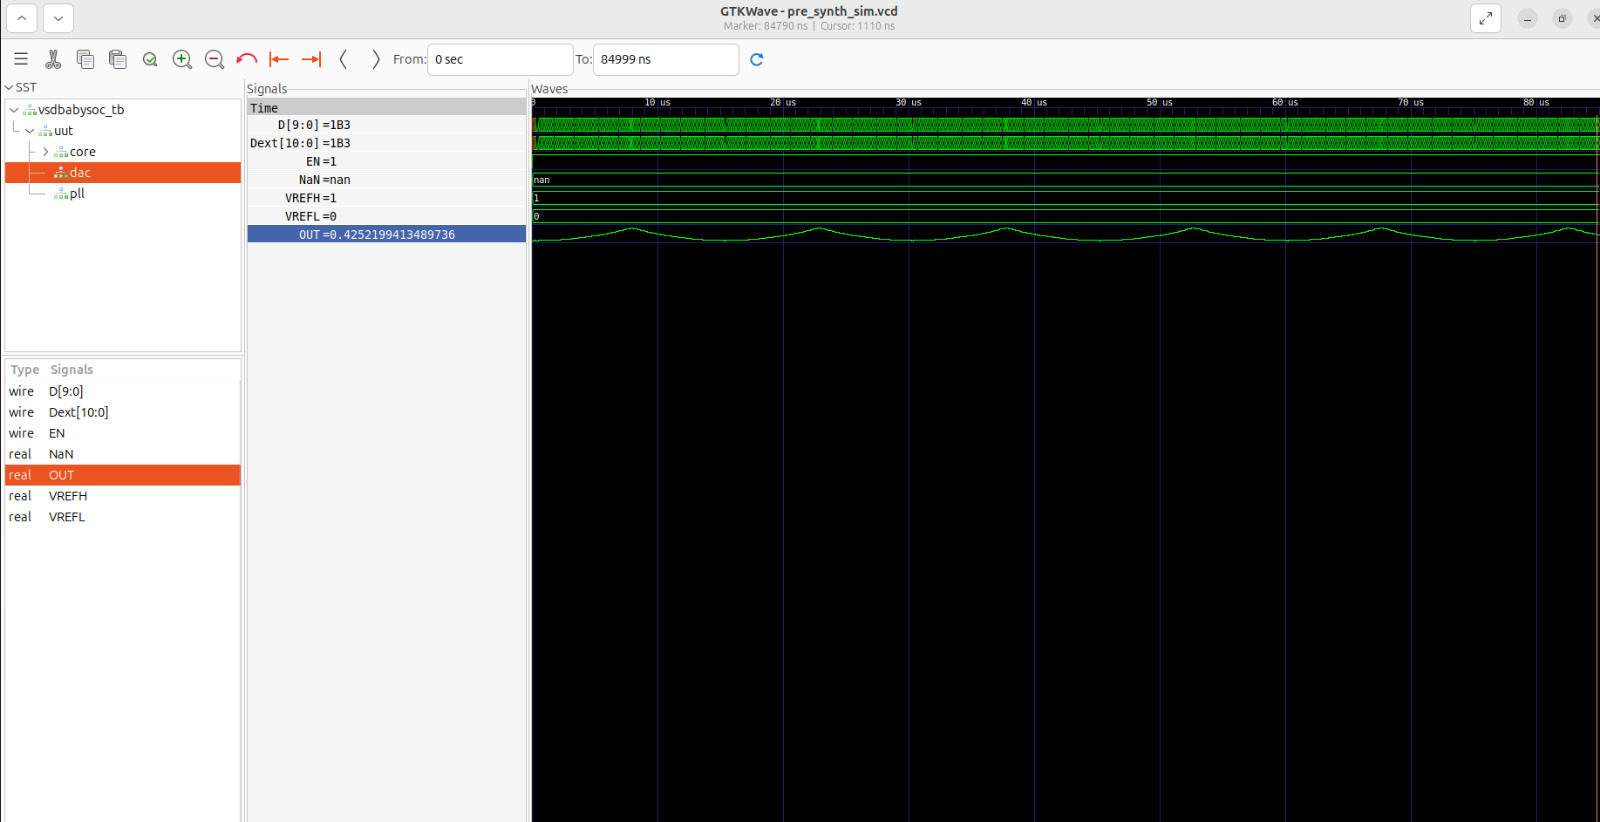 GTKWave - pre_synth_sim.vcd
Marker: 84790 ns | Cursor: 1110 ns
From: 0 sec To: 84999 ns
SST
vsdbabysoc_tb
uut
core
dac
pll
Type Signals
wire D[9:0]
wire Dext[10:0]
wire EN
real NaN
real OUT
real VREFH
real VREFL
Signals
Time
D[9:0] =1B3
Dext[10:0] =1B3
EN =1
NaN =nan
VREFH =1
VREFL =0
OUT =0.4252199413489736
Waves
0 10 us 20 us 30 us 40 us 50 us 60 us 70 us 80 us
nan
1
0